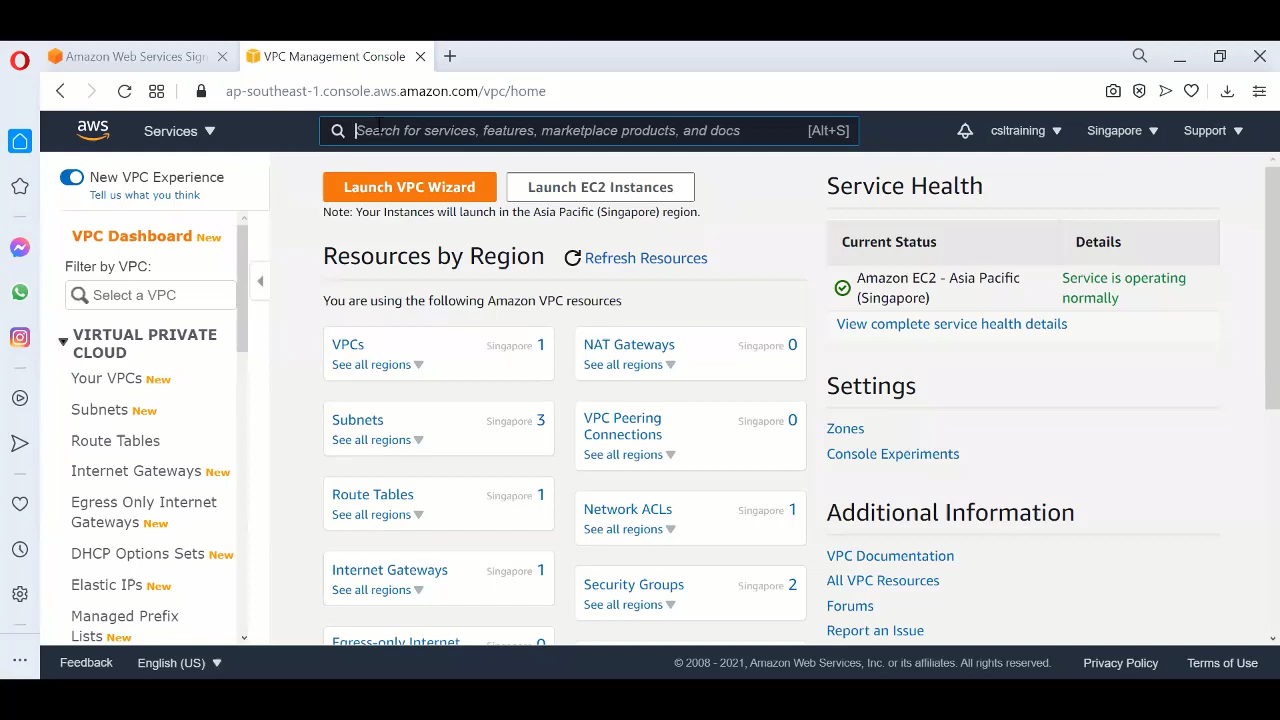 Amazon Web Services Sign
VPC Management Console
ap-southeast-1.console.aws.amazon.com/vpc/home
aws
Services
Search for services, features, marketplace products, and docs
[Alt+S]
csltraining
Singapore
Support
New VPC Experience
Tell us what you think
VPC Dashboard New
Filter by VPC:
Select a VPC
VIRTUAL PRIVATE
CLOUD
Your VPCs New
Subnets New
Route Tables
Internet Gateways New
Egress Only Internet
Gateways New
DHCP Options Sets New
Elastic IPs New
Managed Prefix
Lists New
Launch VPC Wizard
Launch EC2 Instances
Note: Your Instances will launch in the Asia Pacific (Singapore) region.
Resources by Region
Refresh Resources
You are using the following Amazon VPC resources
VPCs
Singapore 1
See all regions
NAT Gateways
Singapore 0
See all regions
Subnets
Singapore 3
See all regions
VPC Peering
Connections
Singapore 0
See all regions
Route Tables
Singapore 1
See all regions
Network ACLs
Singapore 1
See all regions
Internet Gateways
Singapore 1
See all regions
Security Groups
Singapore 2
See all regions
Egress-only Internet
0
Service Health
Current Status
Details
Amazon EC2 - Asia Pacific
(Singapore)
Service is operating
normally
View complete service health details
Settings
Zones
Console Experiments
Additional Information
VPC Documentation
All VPC Resources
Forums
Report an Issue
Feedback
English (US)
© 2008 - 2021, Amazon Web Services, Inc. or its affiliates. All rights reserved.
Privacy Policy
Terms of Use